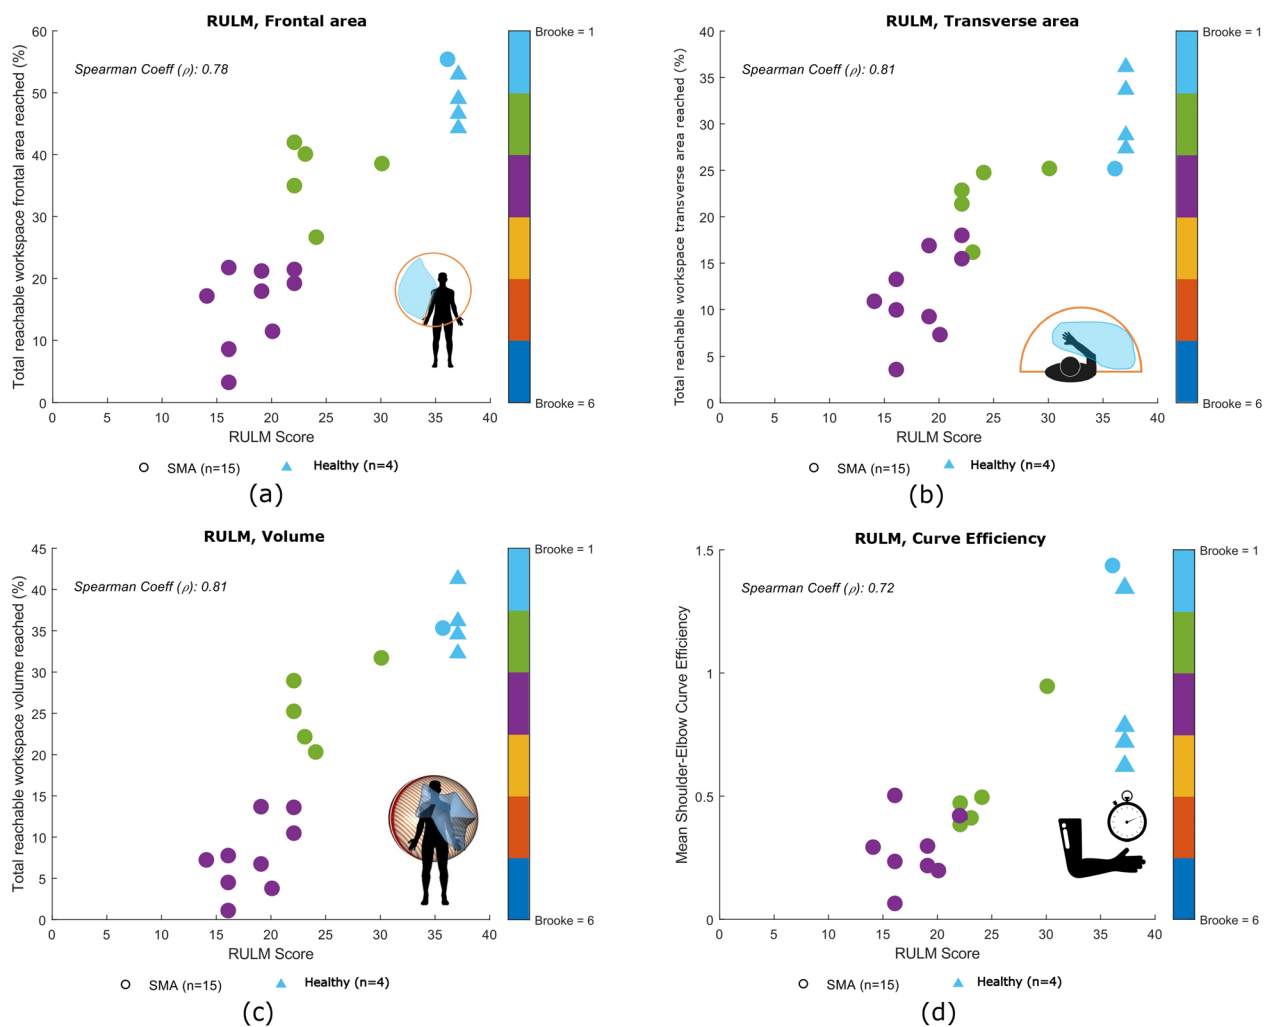 RULM, Frontal area
Total reachable workspace frontal area reached (%)
60
50
40
30
20
10
0
Spearman Coeff (ρ): 0.78
0 5 10 15 20 25 30 35 40
RULM Score
Brooke = 1
Brooke = 6
SMA (n=15) Healthy (n=4)
(a)
RULM, Transverse area
Total reachable workspace transverse area reached (%)
40
35
30
25
20
15
10
5
0
Spearman Coeff (ρ): 0.81
0 5 10 15 20 25 30 35 40
RULM Score
Brooke = 1
Brooke = 6
SMA (n=15) Healthy (n=4)
(b)
RULM, Volume
Total reachable workspace volume reached (%)
45
40
35
30
25
20
15
10
5
0
Spearman Coeff (ρ): 0.81
0 5 10 15 20 25 30 35 40
RULM Score
Brooke = 1
Brooke = 6
SMA (n=15) Healthy (n=4)
(c)
RULM, Curve Efficiency
Mean Shoulder-Elbow Curve Efficiency
1.5
1
0.5
0
Spearman Coeff (ρ): 0.72
0 5 10 15 20 25 30 35 40
RULM Score
Brooke = 1
Brooke = 6
SMA (n=15) Healthy (n=4)
(d)